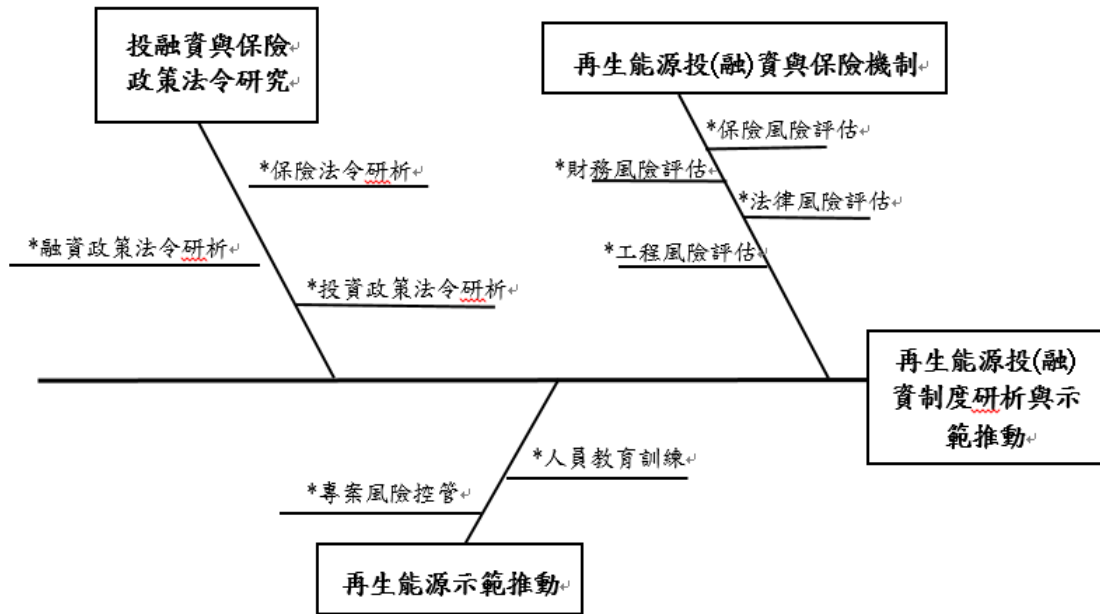 投融資與保險
政策法令研究
再生能源投(融)資與保險機制
*保險風險評估
*財務風險評估
*保險法令研析
*法律風險評估
*融資政策法令研析
*工程風險評估
*投資政策法令研析
再生能源投(融)
資制度研析與示
範推動
*人員教育訓練
*專案風險控管
再生能源示範推動